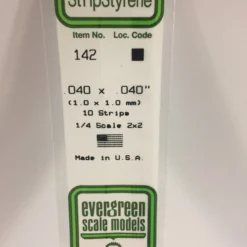 StripStyrene
Item No. Loc. Code
142
.040 x .040"
(1.0 x 1.0 mm)
10 Strips
1/4 Scale 2x2
Made in U.S.A.
evergreen
scale models